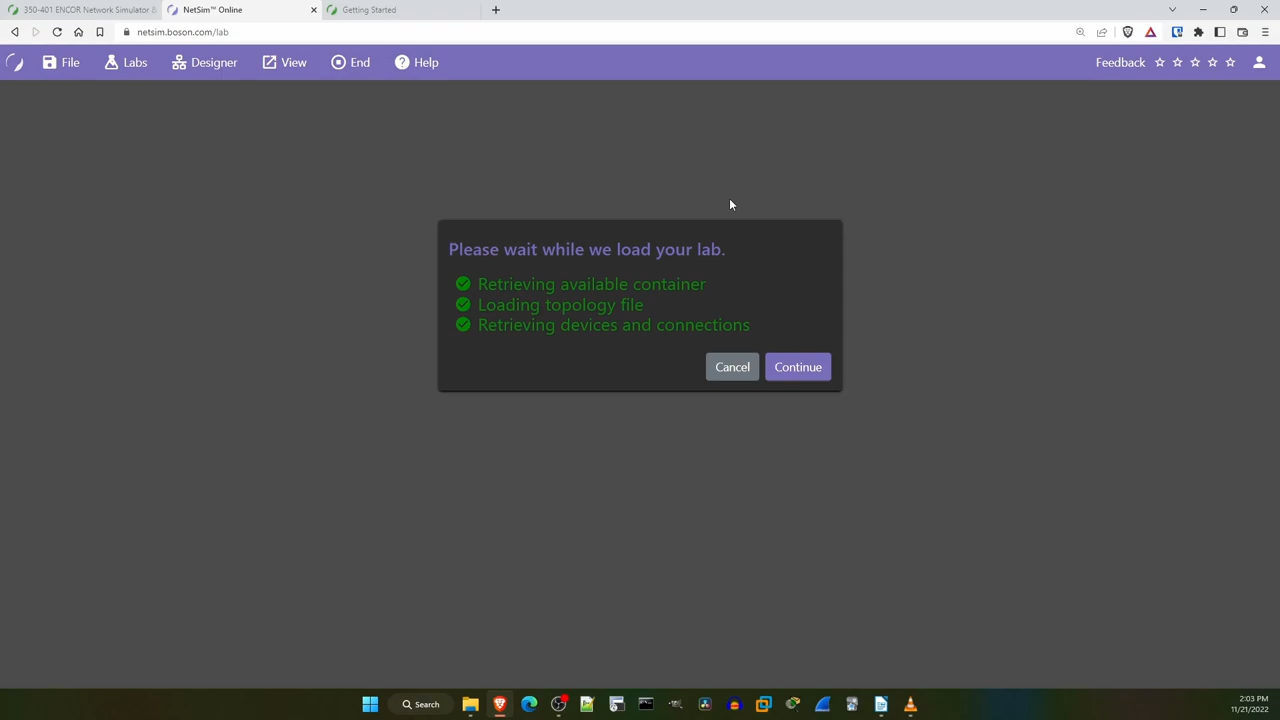 350-401 ENCOR Network Simulator &
NetSim™ Online
Getting Started
netsim.boson.com/lab
File
Labs
Designer
View
End
Help
Feedback
Please wait while we load your lab.
Retrieving available container
Loading topology file
Retrieving devices and connections
Cancel
Continue
Search
2:03 PM
11/21/2022